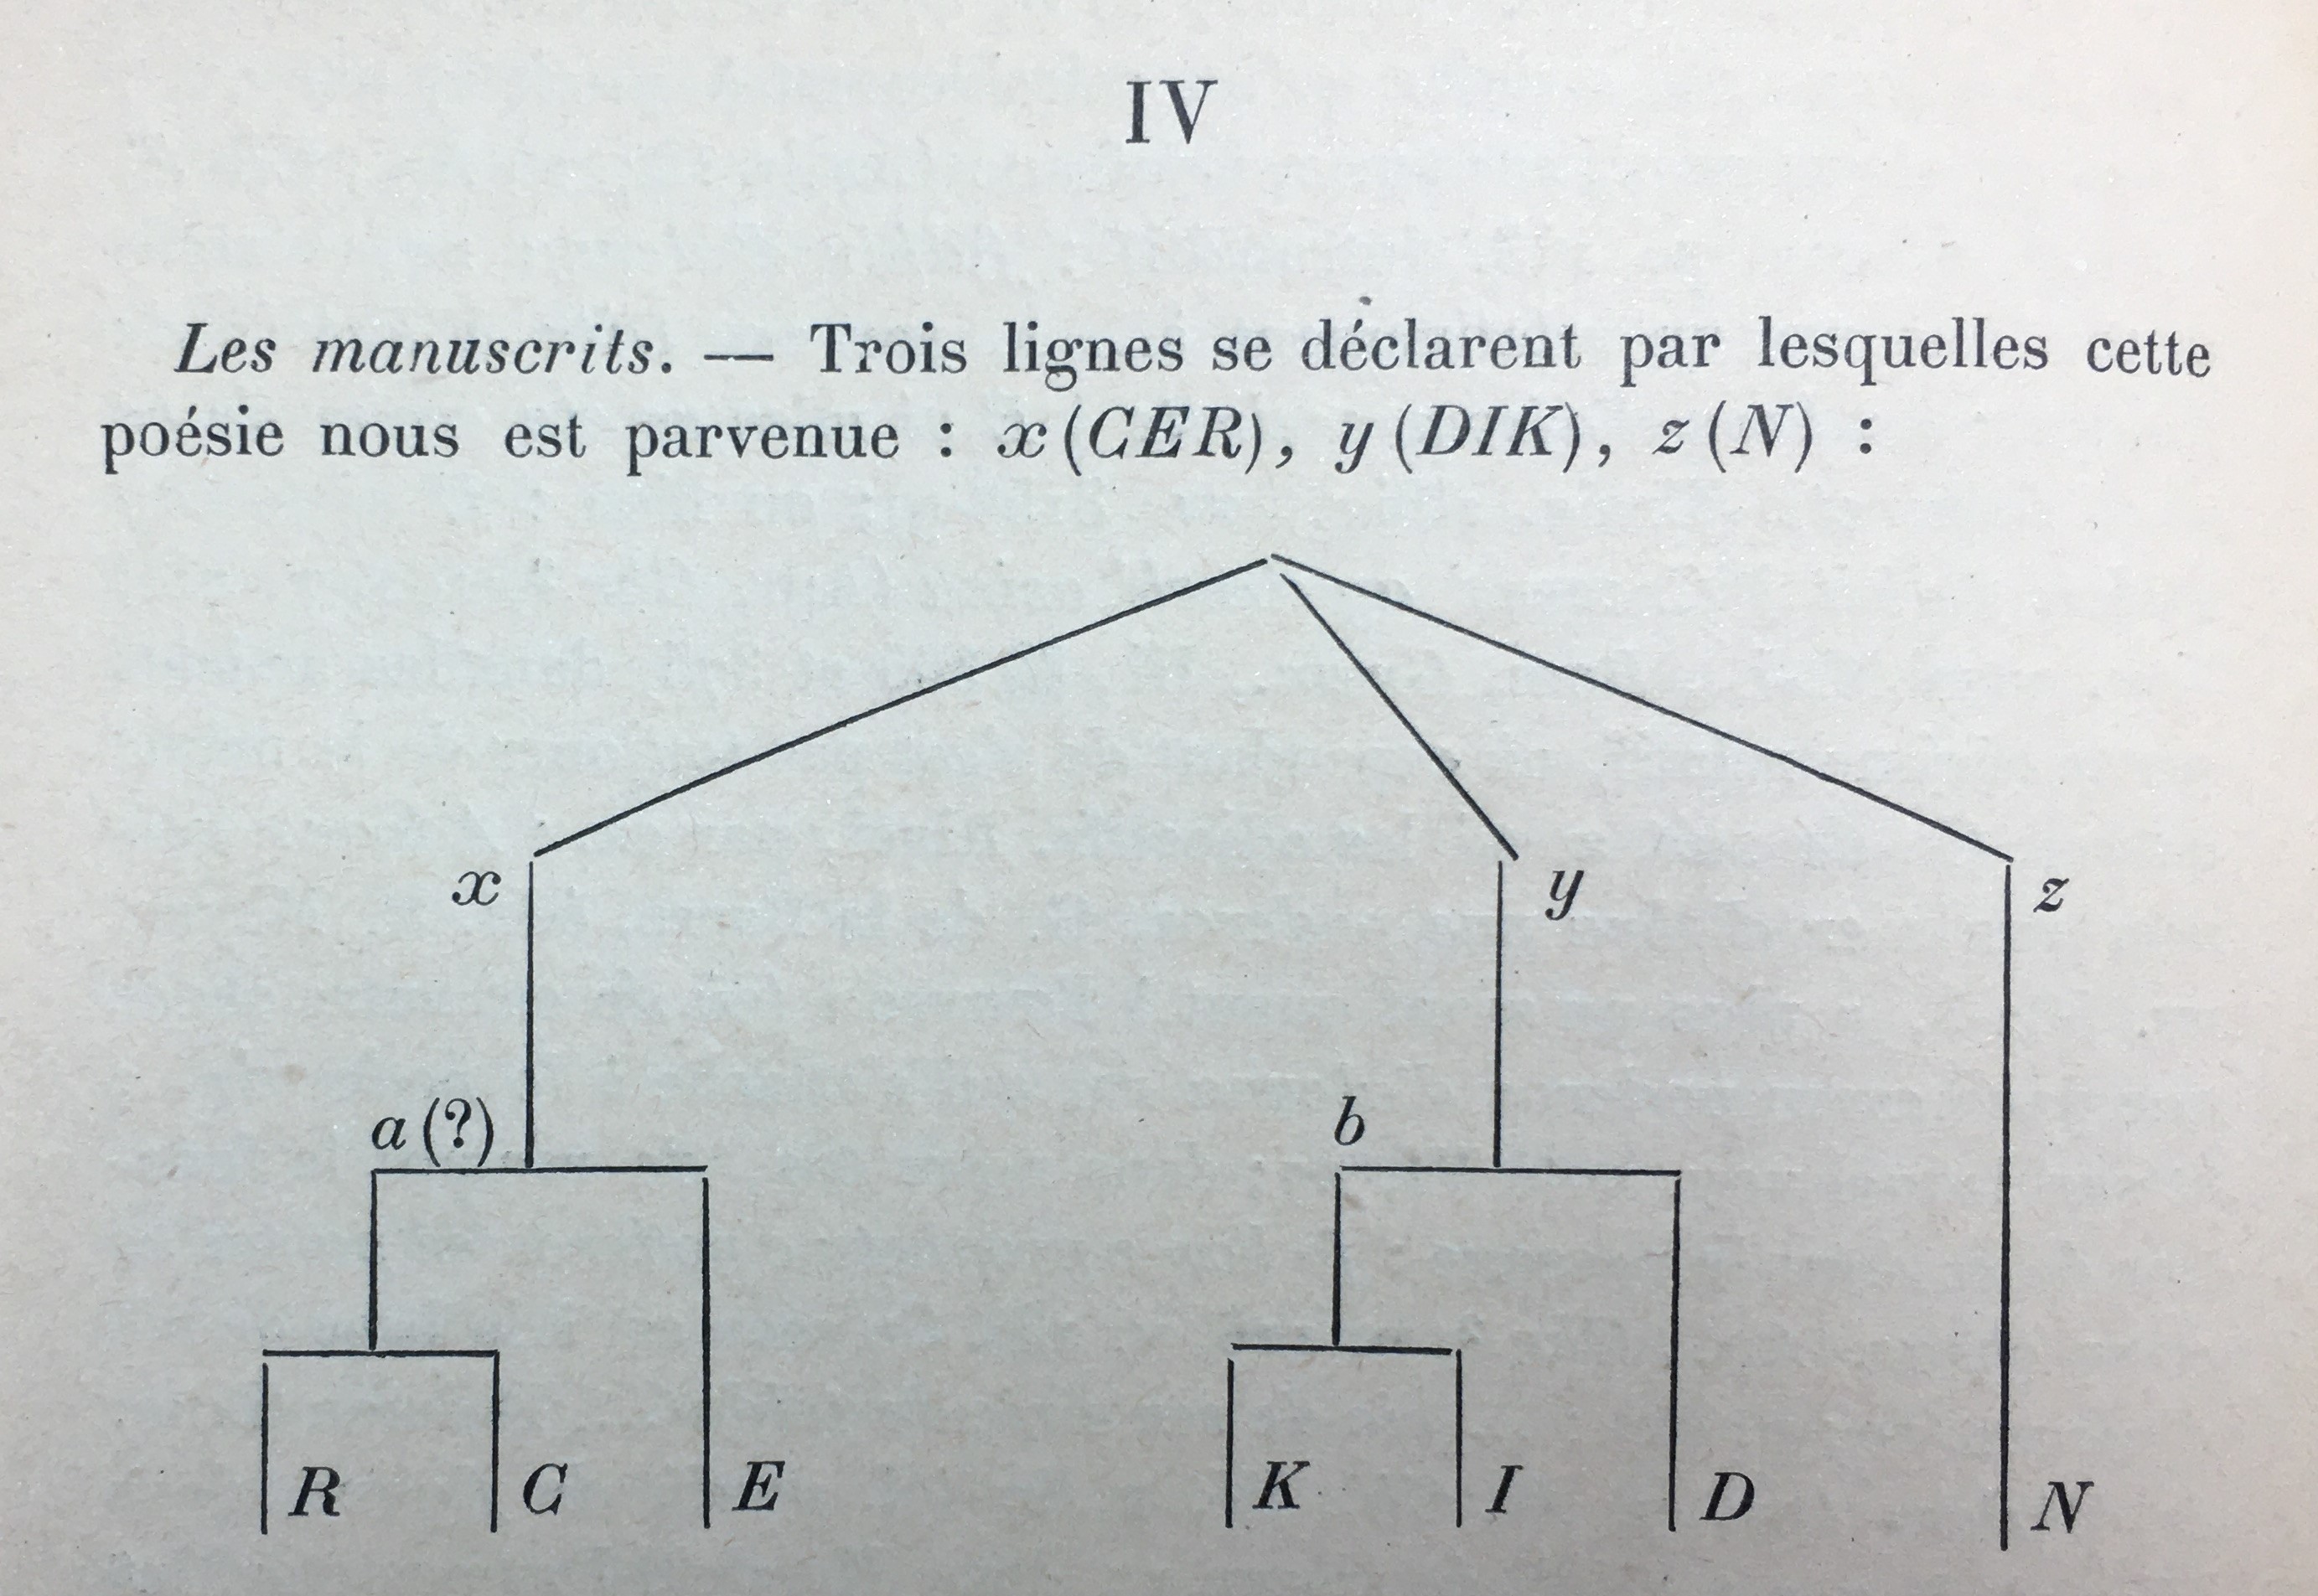 IV
Les manuscrits. — Trois lignes se déclarent par lesquelles cette
poésie nous est parvenue : x (CER), y (DIK), z (N) :
x y z
a (?) b
R C E K I D N